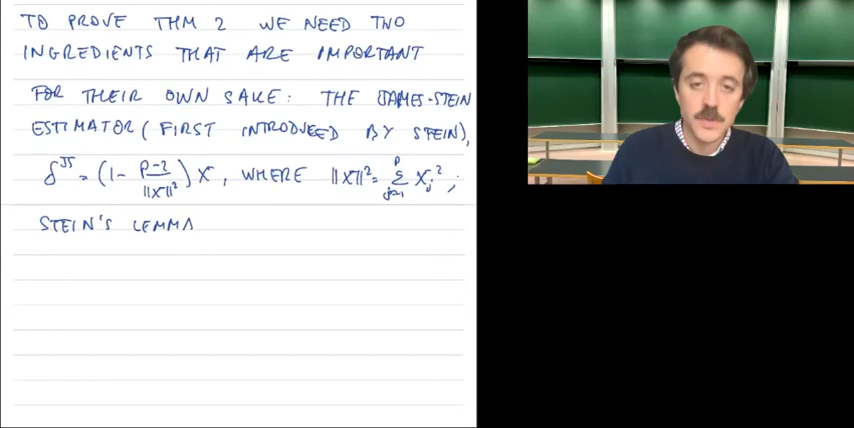 TO PROVE THM 2 WE NEED TWO
INGREDIENTS THAT ARE IMPORTANT
FOR THEIR OWN SAKE: THE JAMES-STEIN
ESTIMATOR (FIRST INTRODUCED BY STEIN),
δ^JS = (1 - (p-2)/||X||²) X, WHERE ||X||² = Σ_{j=1}^p X_j²;
STEIN'S LEMMA